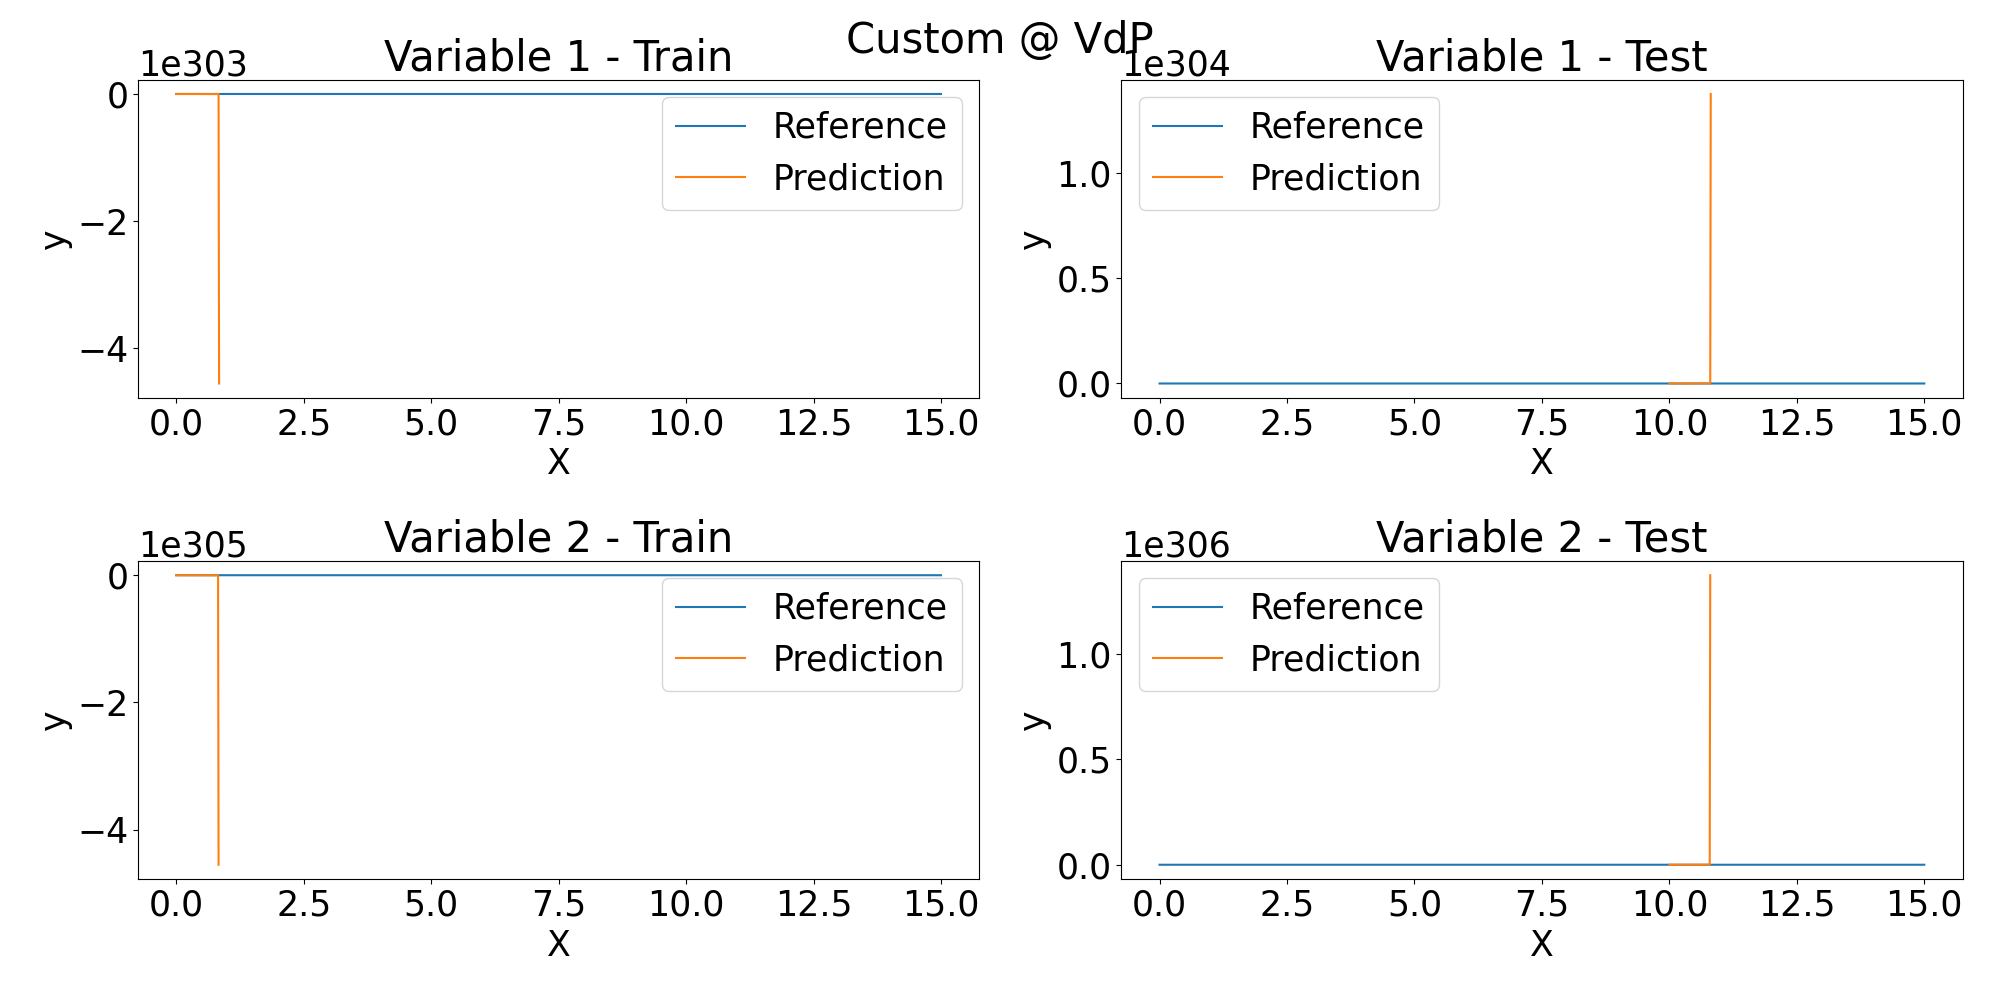 Custom @ VdP
Variable 1 - Train
1e303
0
−2
−4
y
Reference
Prediction
0.0 2.5 5.0 7.5 10.0 12.5 15.0
X
Variable 1 - Test
1e304
1.0
0.5
0.0
y
Reference
Prediction
0.0 2.5 5.0 7.5 10.0 12.5 15.0
X
Variable 2 - Train
1e305
0
−2
−4
y
Reference
Prediction
0.0 2.5 5.0 7.5 10.0 12.5 15.0
X
Variable 2 - Test
1e306
1.0
0.5
0.0
y
Reference
Prediction
0.0 2.5 5.0 7.5 10.0 12.5 15.0
X